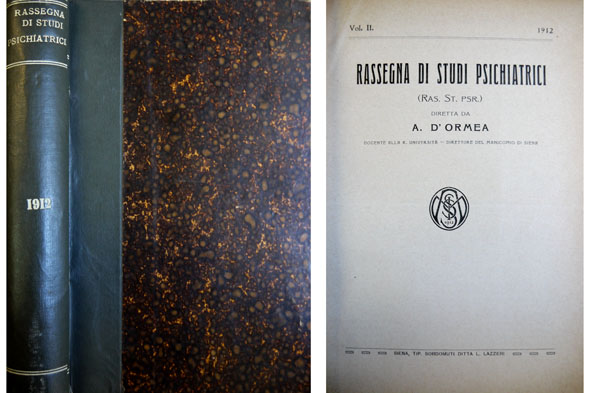 RASSEGNA
DI STUDI
PSICHIATRICI
1912
Vol. II.
1912
RASSEGNA DI STUDI PSICHIATRICI
(RAS. ST. PSR.)
DIRETTA DA
A. D'ORMEA
DOCENTE ALLA R. UNIVERSITÀ - DIRETTORE DEL MANICOMIO DI SIENA
SIENA, TIP. SORDOMUTI DITTA L. LAZZERI